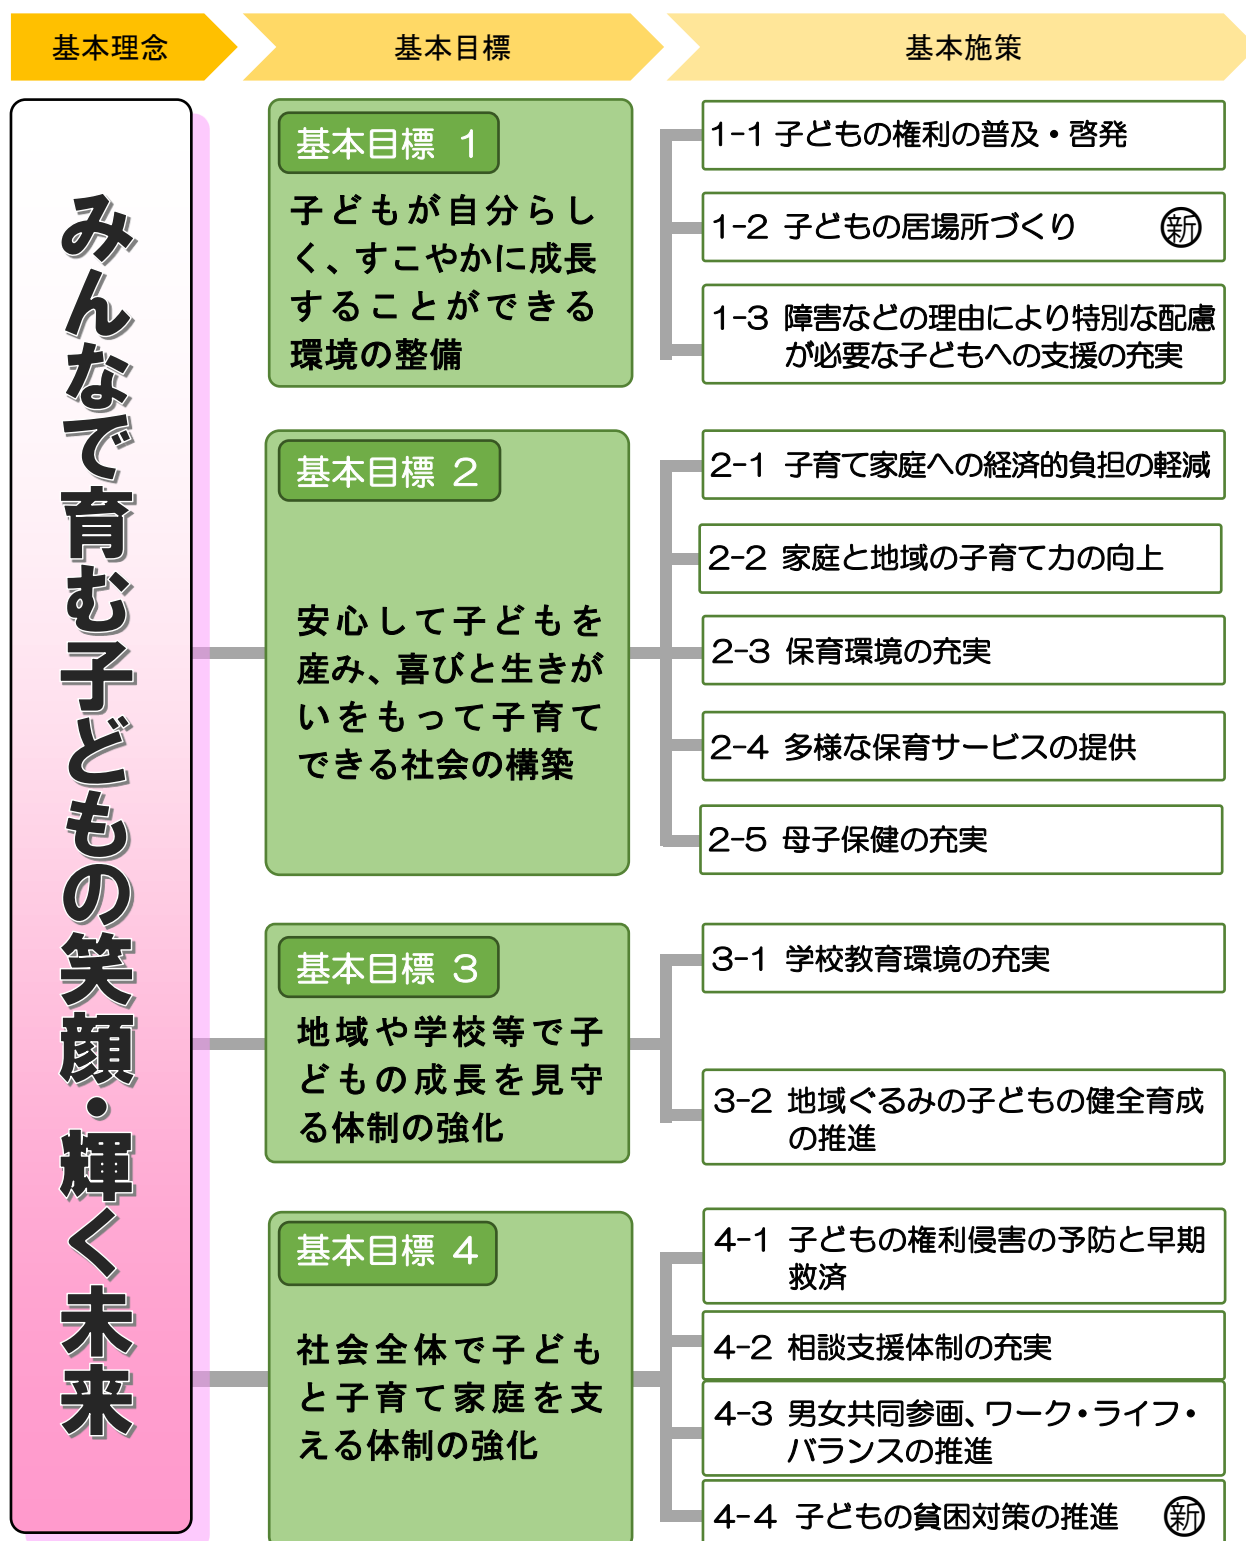 基本理念
基本目標
基本施策
みんなで育む子どもの笑顔・輝く未来
基本目標 1
子どもが自分らし
く、すこやかに成長
することができる
環境の整備
1-1 子どもの権利の普及・啓発
1-2 子どもの居場所づくり ㊟新
1-3 障害などの理由により特別な配慮
が必要な子どもへの支援の充実
基本目標 2
安心して子どもを
産み、喜びと生きが
いをもって子育て
できる社会の構築
2-1 子育て家庭への経済的負担の軽減
2-2 家庭と地域の子育て力の向上
2-3 保育環境の充実
2-4 多様な保育サービスの提供
2-5 母子保健の充実
基本目標 3
地域や学校等で子
どもの成長を見守
る体制の強化
3-1 学校教育環境の充実
3-2 地域ぐるみの子どもの健全育成
の推進
基本目標 4
社会全体で子ども
と子育て家庭を支
える体制の強化
4-1 子どもの権利侵害の予防と早期
救済
4-2 相談支援体制の充実
4-3 男女共同参画、ワーク・ライフ・
バランスの推進
4-4 子どもの貧困対策の推進 新